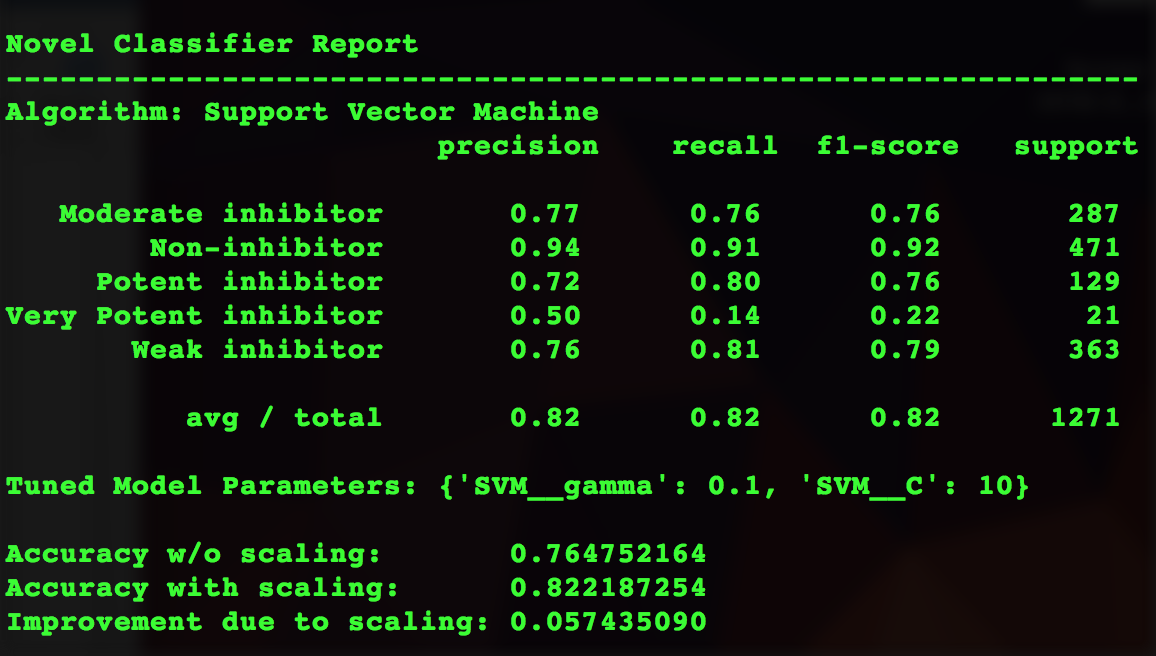 Novel Classifier Report
---------------------------------------------------------------
Algorithm: Support Vector Machine
precision recall f1-score support
Moderate inhibitor 0.77 0.76 0.76 287
Non-inhibitor 0.94 0.91 0.92 471
Potent inhibitor 0.72 0.80 0.76 129
Very Potent inhibitor 0.50 0.14 0.22 21
Weak inhibitor 0.76 0.81 0.79 363
avg / total 0.82 0.82 0.82 1271
Tuned Model Parameters: {'SVM__gamma': 0.1, 'SVM__C': 10}
Accuracy w/o scaling: 0.764752164
Accuracy with scaling: 0.822187254
Improvement due to scaling: 0.057435090